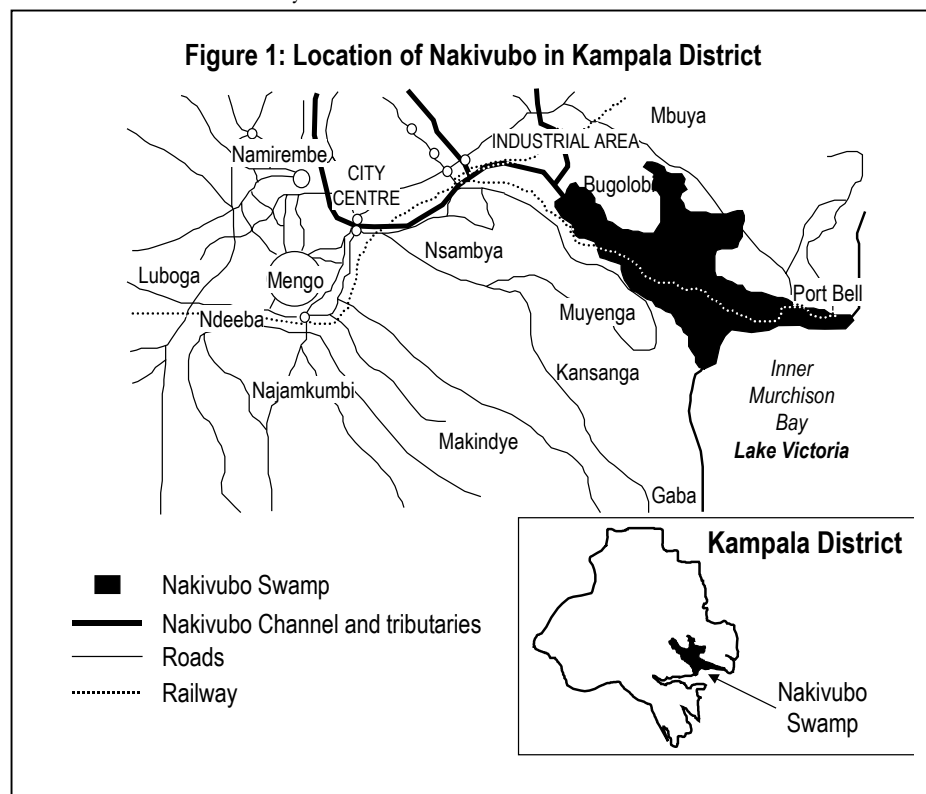 Figure 1: Location of Nakivubo in Kampala District
Mbuya
INDUSTRIAL AREA
Namirembe
CITY
CENTRE
Bugolobi
Nsambya
Luboga
Mengo
Port Bell
Ndeeba
Muyenga
Kansanga
Inner
Murchison
Bay
Lake Victoria
Najamkumbi
Makindye
Gaba
Kampala District
Nakivubo Swamp
Nakivubo Channel and tributaries
Roads
Railway
Nakivubo
Swamp